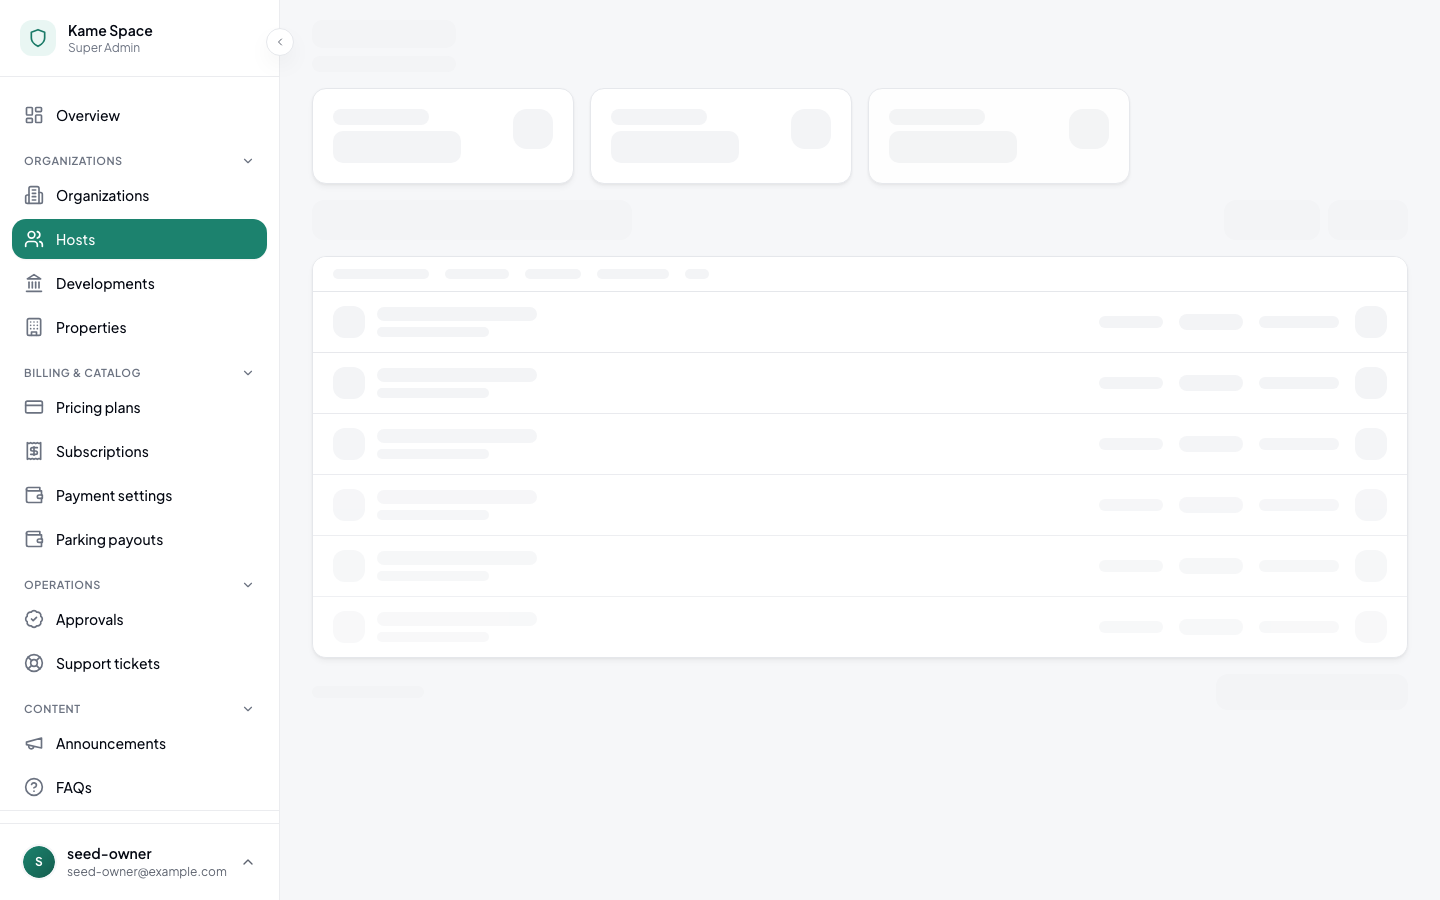 Kame Space
Super Admin
Overview
ORGANIZATIONS
Organizations
Hosts
Developments
Properties
BILLING & CATALOG
Pricing plans
Subscriptions
Payment settings
Parking payouts
OPERATIONS
Approvals
Support tickets
CONTENT
Announcements
FAQs
S
seed-owner
seed-owner@example.com